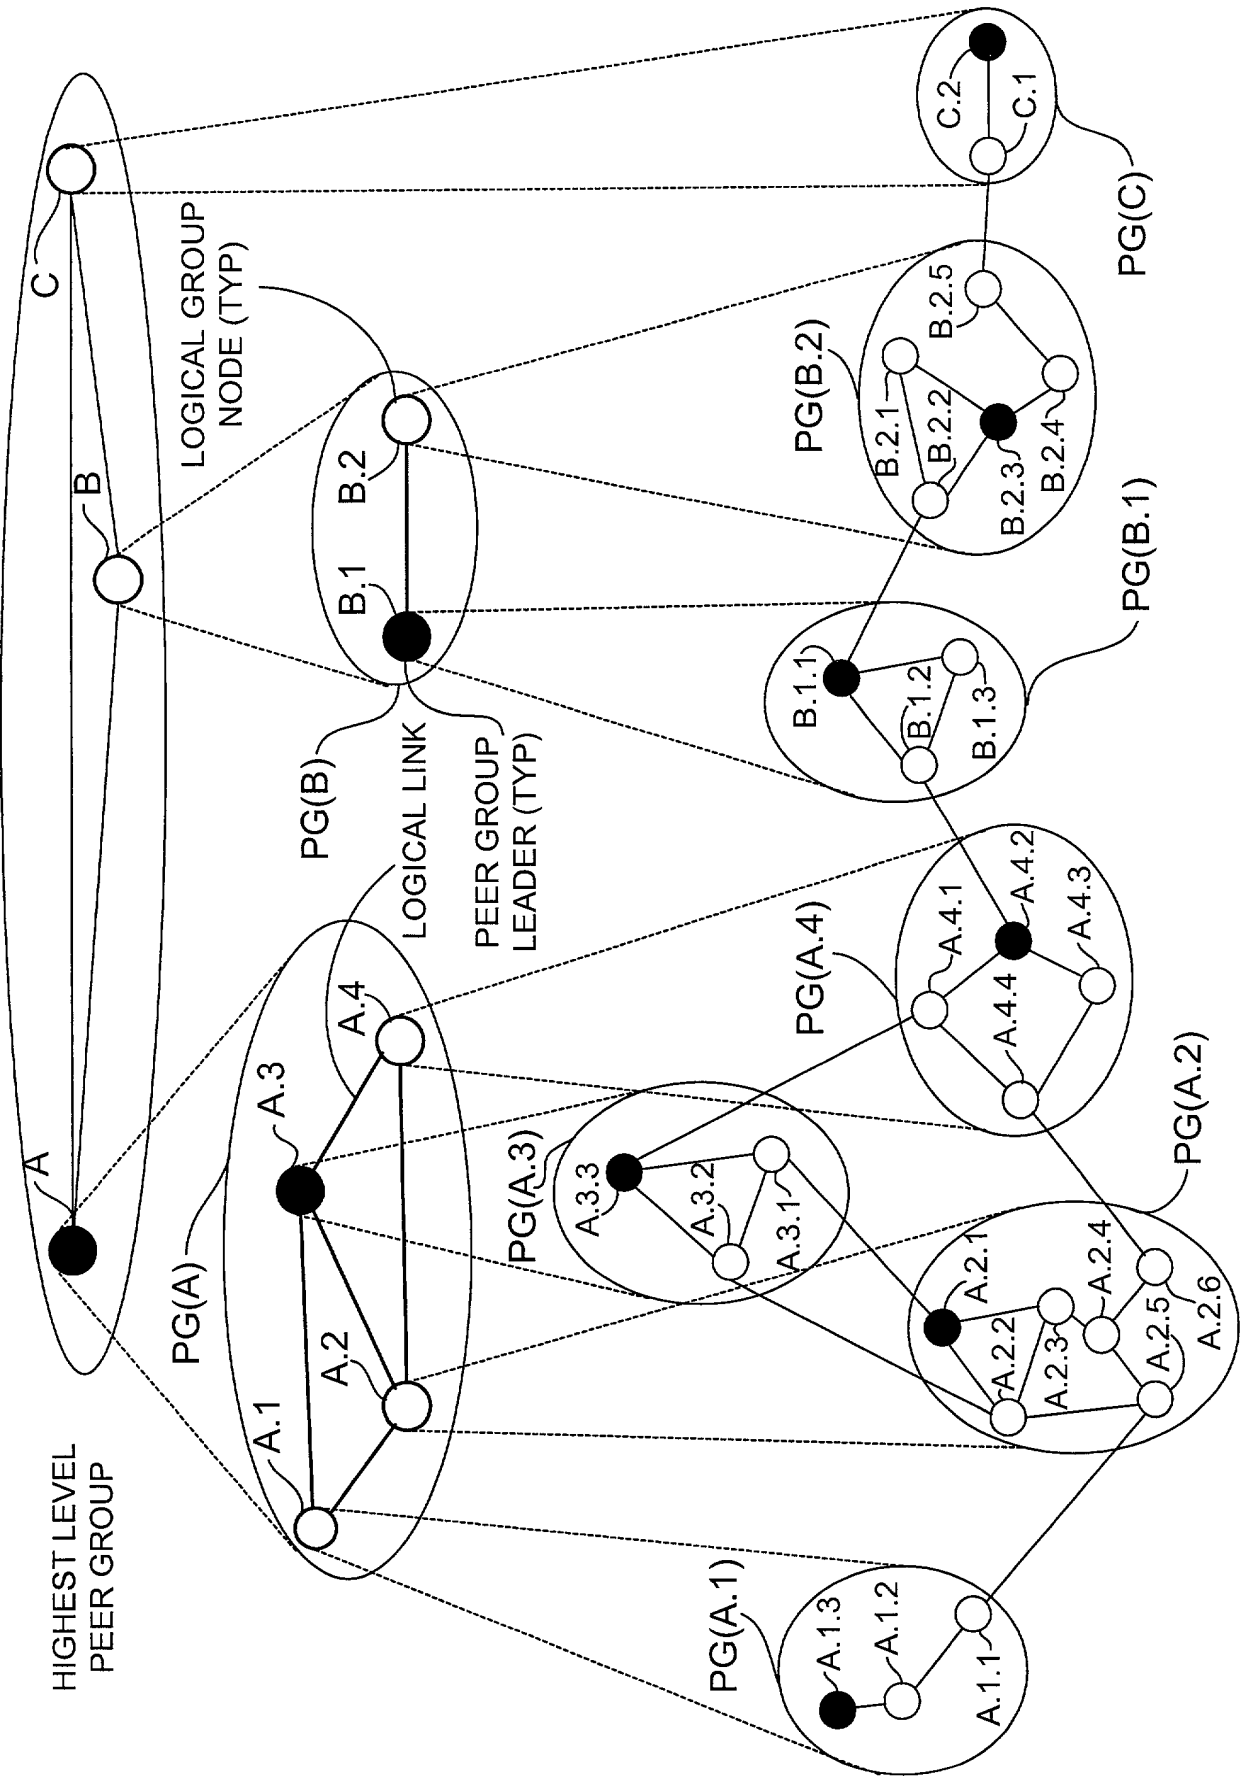 HIGHEST LEVEL
PEER GROUP
A
B
C
PG(A)
A.1
A.2
A.3
A.4
LOGICAL LINK
PG(B)
B.1
B.2
PEER GROUP
LEADER (TYP)
LOGICAL GROUP
NODE (TYP)
PG(A.1)
A.1.3
A.1.2
A.1.1
PG(A.2)
A.2.1
A.2.2
A.2.3
A.2.4
A.2.5
A.2.6
PG(A.3)
A.3.3
A.3.2
A.3.1
PG(A.4)
A.4.1
A.4.2
A.4.3
A.4.4
PG(B.1)
B.1.1
B.1.2
B.1.3
PG(B.2)
B.2.1
B.2.2
B.2.3
B.2.4
B.2.5
PG(C)
C.2
C.1